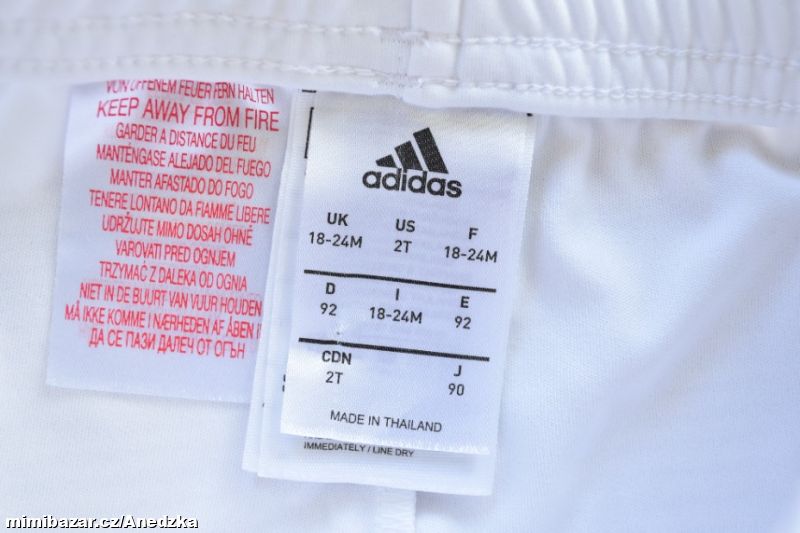 VON OFFENEM FEUER FERN HALTEN
KEEP AWAY FROM FIRE
GARDER A DISTANCE DU FEU
MANTÉNGASE ALEJADO DEL FUEGO
MANTER AFASTADO DO FOGO
TENERE LONTANO DA FIAMME LIBERE
UDRŽUJTE MIMO DOSAH OHNĚ
VAROVATI PRED OGNJEM
TRZYMAĆ Z DALEKA OD OGNIA
NIET IN DE BUURT VAN VUUR HOUDEN
MÅ IKKE KOMME I NÆRHEDEN AF ÅBEN
ДА СЕ ПАЗИ ДАЛЕЧ ОТ ОГЪН
adidas
UK US F
18-24M 2T 18-24M
D I E
92 18-24M 92
CDN J
2T 90
MADE IN THAILAND
IMMEDIATELY / LINE DRY
mimibazar.cz/Anedzka